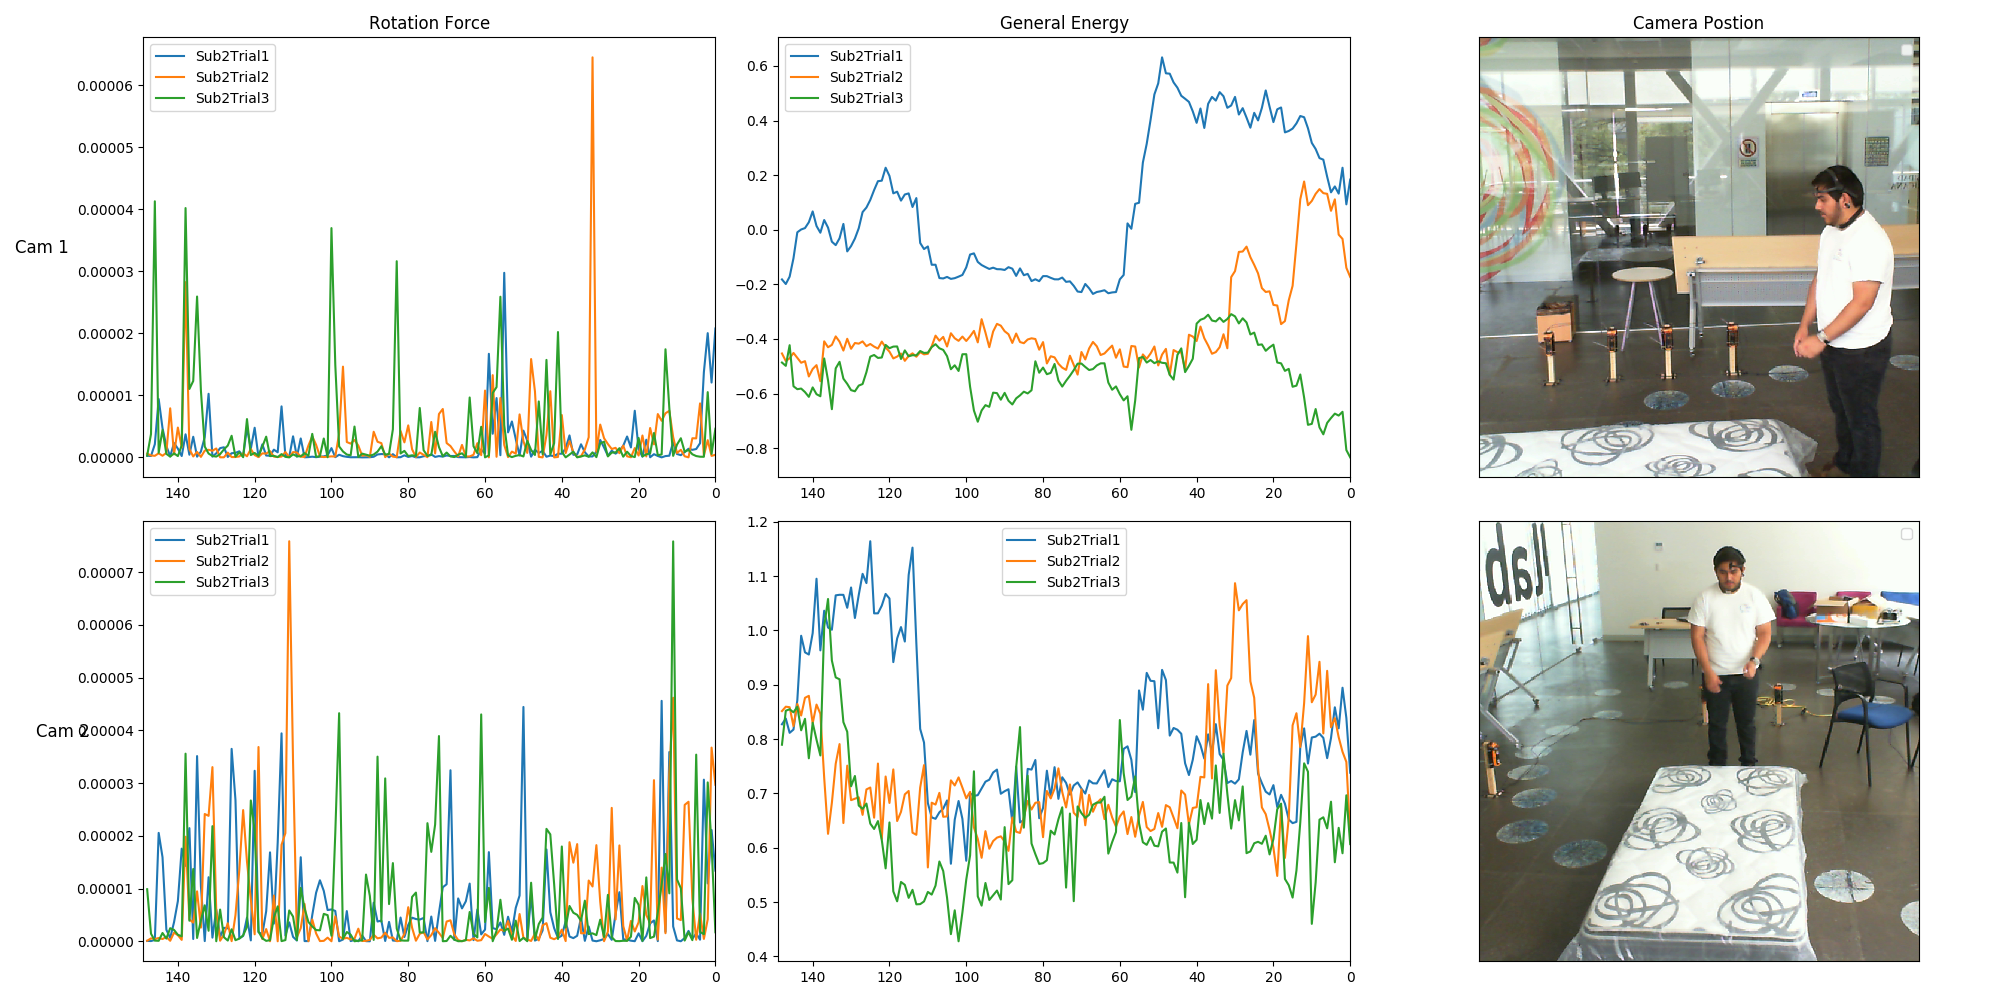 Rotation Force
General Energy
Camera Postion
Cam 1
Sub2Trial1
Sub2Trial2
Sub2Trial3
0.00006
0.00005
0.00004
0.00003
0.00002
0.00001
0.00000
140 120 100 80 60 40 20 0
Sub2Trial1
Sub2Trial2
Sub2Trial3
0.6
0.4
0.2
0.0
−0.2
−0.4
−0.6
−0.8
140 120 100 80 60 40 20 0
Cam 2
Sub2Trial1
Sub2Trial2
Sub2Trial3
0.00007
0.00006
0.00005
0.00004
0.00003
0.00002
0.00001
0.00000
140 120 100 80 60 40 20 0
Sub2Trial1
Sub2Trial2
Sub2Trial3
1.2
1.1
1.0
0.9
0.8
0.7
0.6
0.5
0.4
140 120 100 80 60 40 20 0